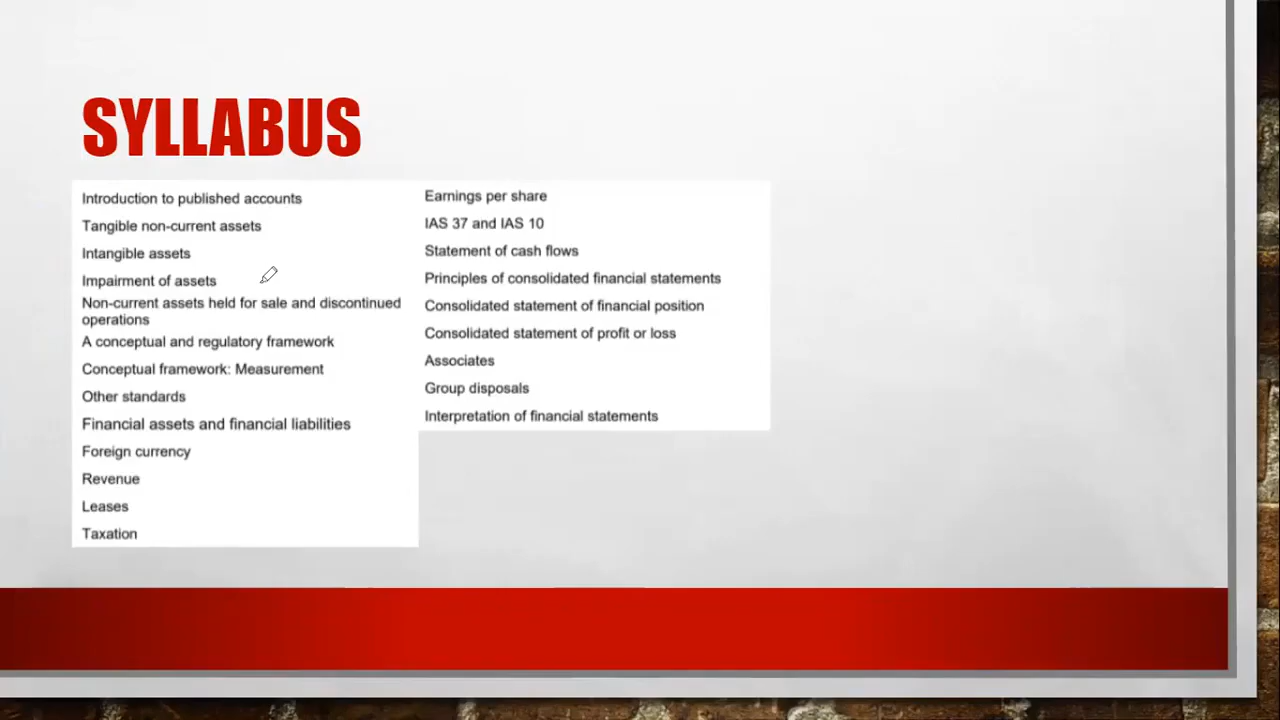 SYLLABUS
Introduction to published accounts
Tangible non-current assets
Intangible assets
Impairment of assets
Non-current assets held for sale and discontinued
operations
A conceptual and regulatory framework
Conceptual framework: Measurement
Other standards
Financial assets and financial liabilities
Foreign currency
Revenue
Leases
Taxation
Earnings per share
IAS 37 and IAS 10
Statement of cash flows
Principles of consolidated financial statements
Consolidated statement of financial position
Consolidated statement of profit or loss
Associates
Group disposals
Interpretation of financial statements